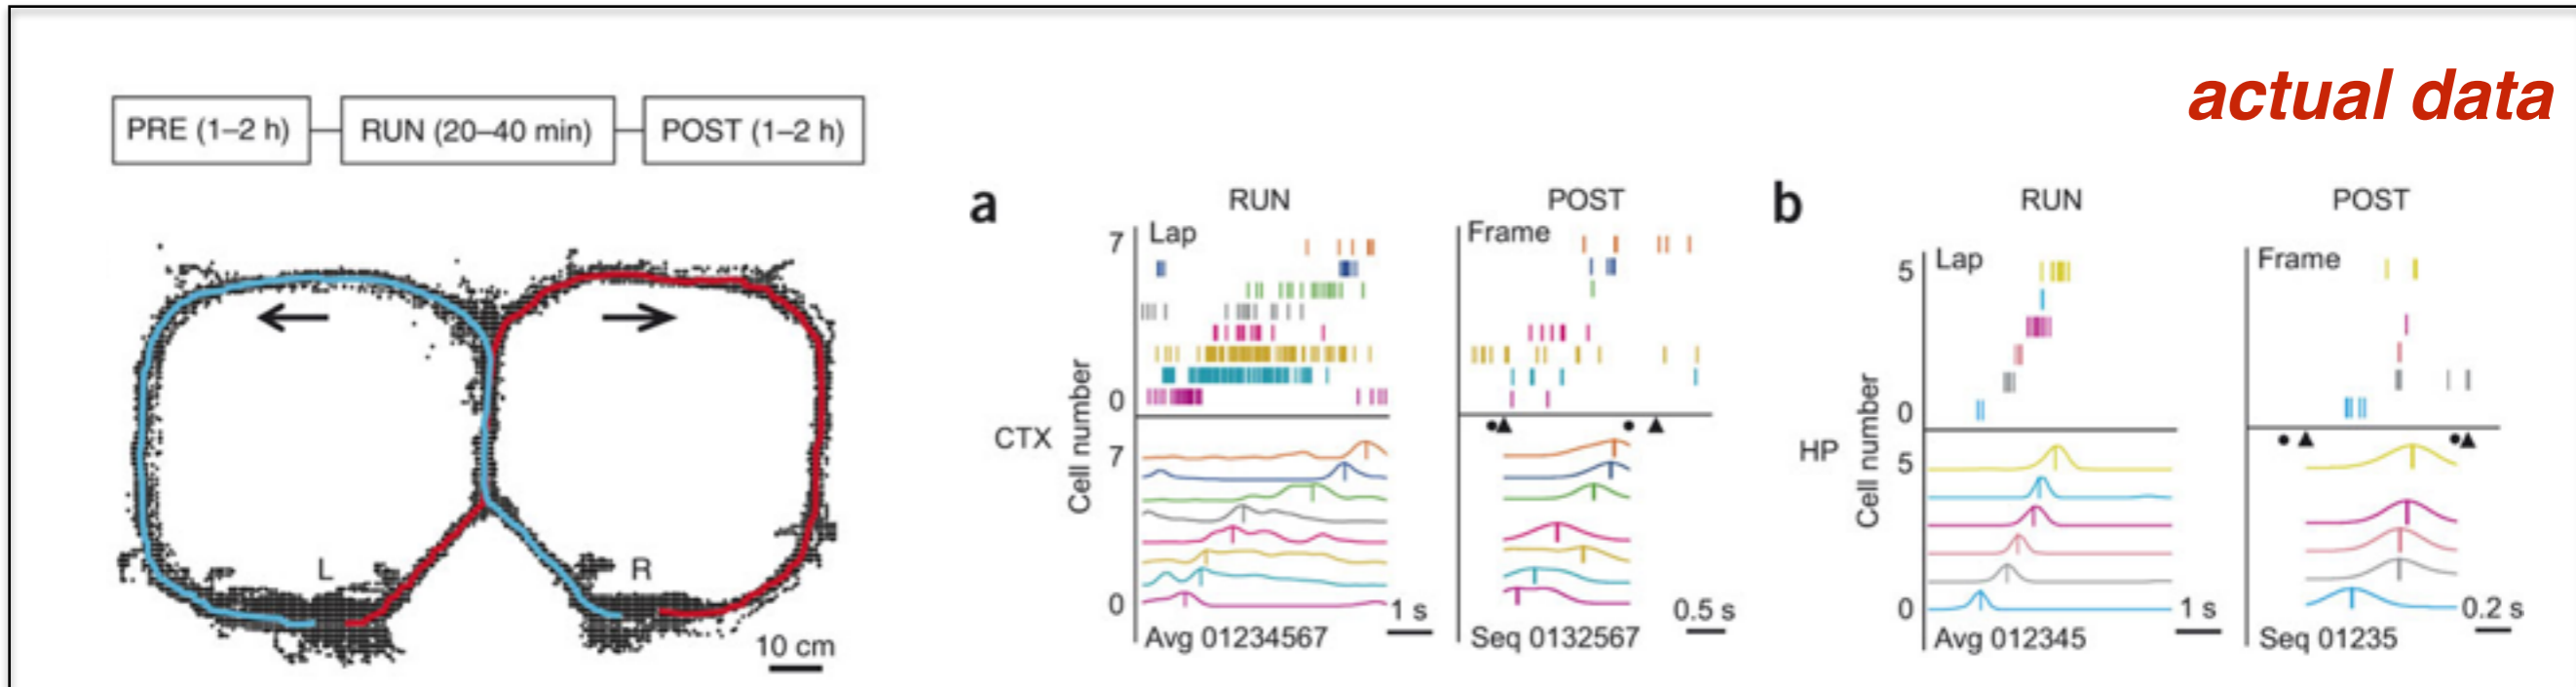 actual data
PRE (1–2 h)
RUN (20–40 min)
POST (1–2 h)
L
R
10 cm
a
RUN
POST
7
Lap
Frame
0
CTX
Cell number
7
0
1 s
0.5 s
Avg 01234567
Seq 0132567
b
RUN
POST
5
Lap
Frame
0
HP
Cell number
5
0
1 s
0.2 s
Avg 012345
Seq 01235